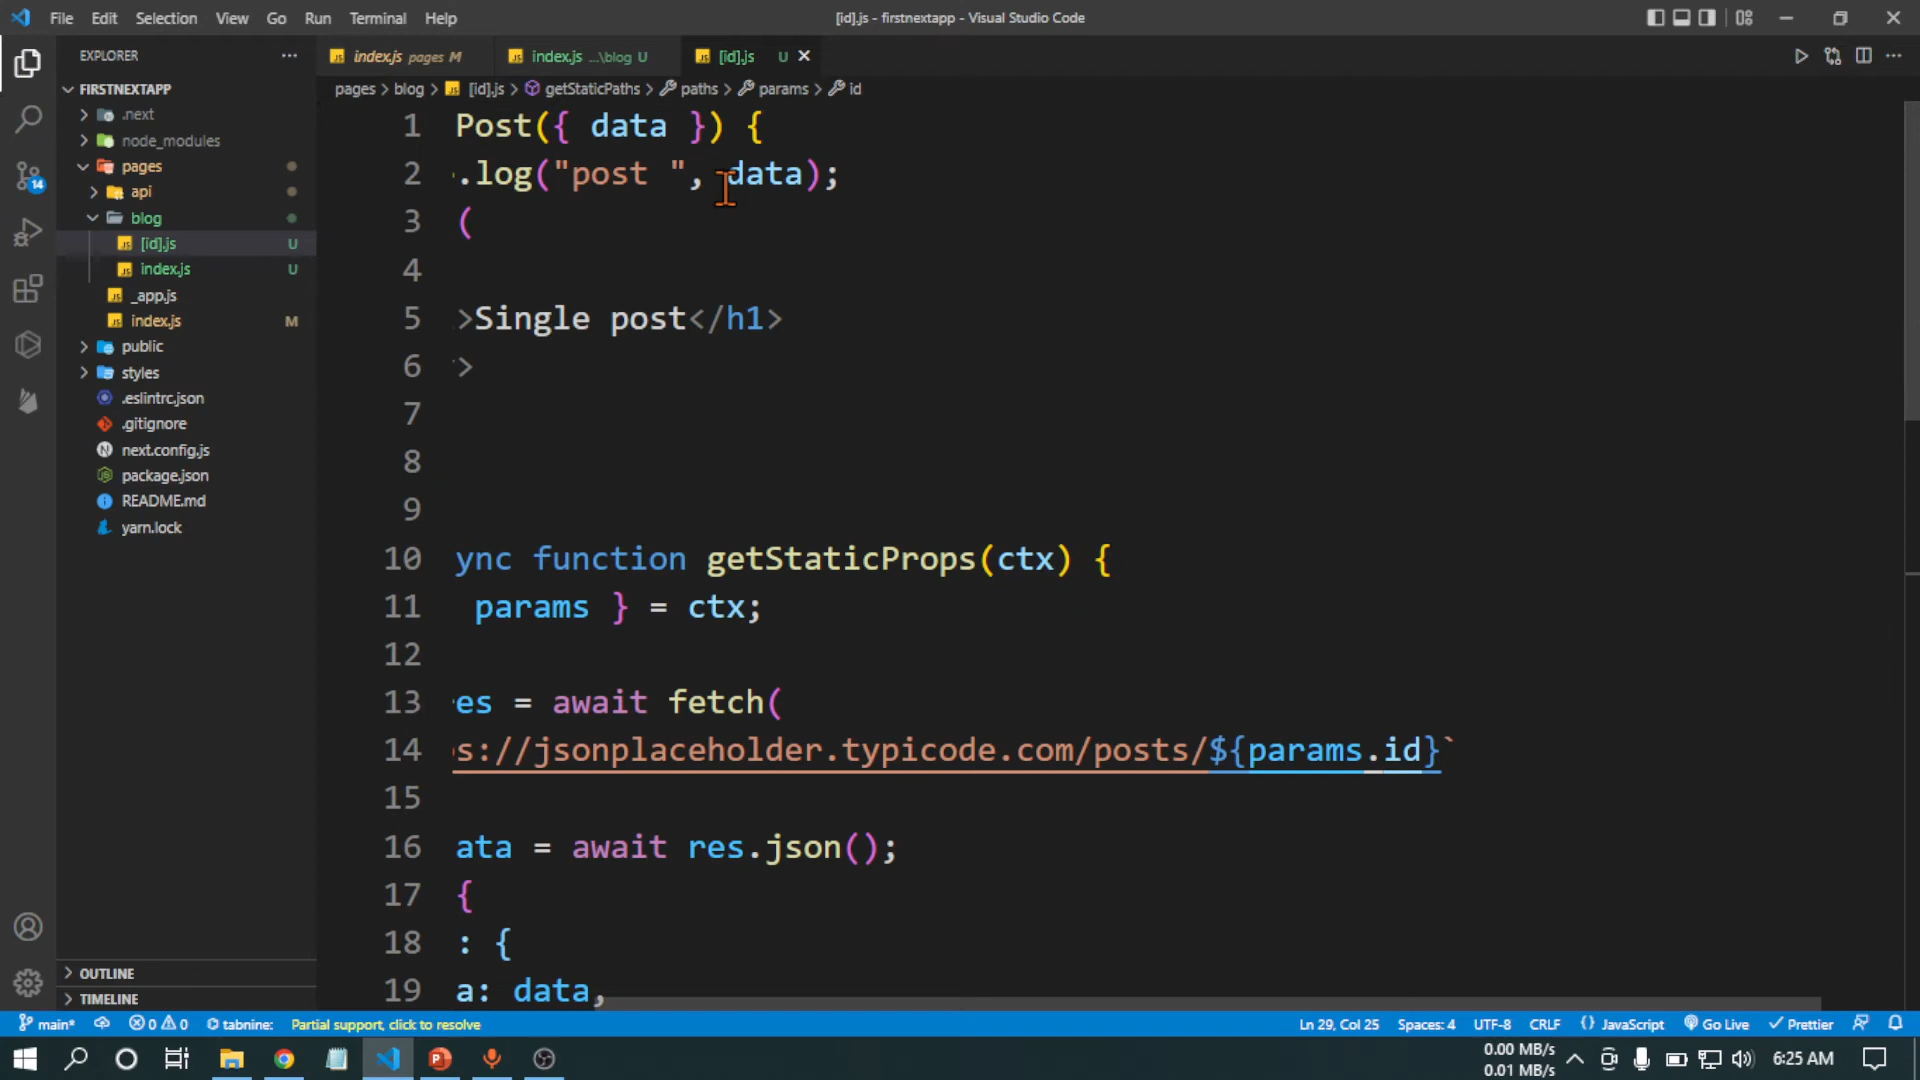 File Edit Selection View Go Run Terminal Help
[id].js - firstnextapp - Visual Studio Code
EXPLORER
index.js pages M
index.js ...\blog U
[id].js U
FIRSTNEXTAPP
pages > blog > [id].js > getStaticPaths > paths > params > id
.next
node_modules
pages
api
blog
[id].js U
index.js U
_app.js
index.js M
public
styles
.eslintrc.json
.gitignore
next.config.js
package.json
README.md
yarn.lock
OUTLINE
TIMELINE
14
1 Post({ data }) {
2 .log("post ", data);
3 (
4
5 >Single post</h1>
6 >
7
8
9
10 ync function getStaticProps(ctx) {
11 params } = ctx;
12
13 es = await fetch(
14 s://jsonplaceholder.typicode.com/posts/${params.id}`
15
16 ata = await res.json();
17 {
18 : {
19 a: data,
main* 0 0 tabnine: Partial support, click to resolve
Ln 29, Col 25 Spaces: 4 UTF-8 CRLF {} JavaScript Go Live Prettier
0.00 MB/s
0.01 MB/s
6:25 AM